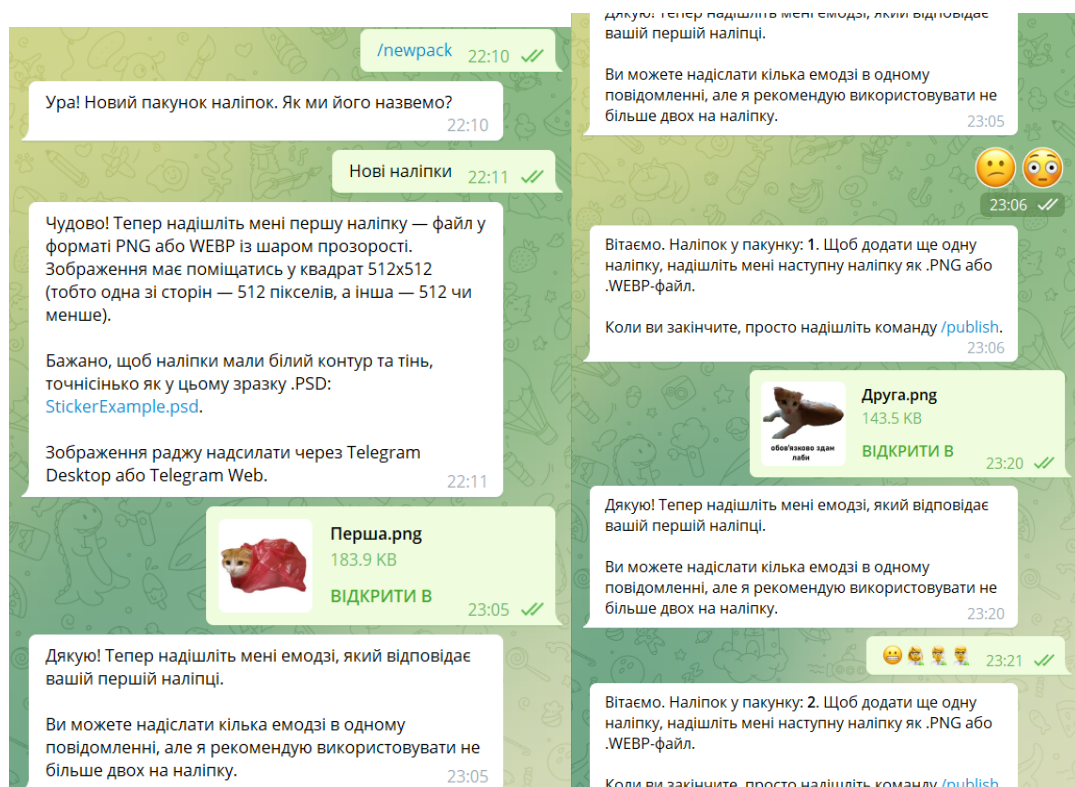 /newpack 22:10
Ура! Новий пакунок наліпок. Як ми його назвемо?
22:10
Нові наліпки 22:11
Чудово! Тепер надішліть мені першу наліпку — файл у
форматі PNG або WEBP із шаром прозорості.
Зображення має поміщатись у квадрат 512x512
(тобто одна зі сторін — 512 пікселів, а інша — 512 чи
менше).
Бажано, щоб наліпки мали білий контур та тінь,
точнісінько як у цьому зразку .PSD:
StickerExample.psd.
Зображення раджу надсилати через Telegram
Desktop або Telegram Web.
22:11
Перша.png
183.9 KB
ВІДКРИТИ В
23:05
Дякую! Тепер надішліть мені емодзі, який відповідає
вашій першій наліпці.
Ви можете надіслати кілька емодзі в одному
повідомленні, але я рекомендую використовувати не
більше двох на наліпку.
23:05
Дякую! Тепер надішліть мені емодзі, який відповідає
вашій першій наліпці.
Ви можете надіслати кілька емодзі в одному
повідомленні, але я рекомендую використовувати не
більше двох на наліпку.
23:05
23:06
Вітаємо. Наліпок у пакунку: 1. Щоб додати ще одну
наліпку, надішліть мені наступну наліпку як .PNG або
.WEBP-файл.
Коли ви закінчите, просто надішліть команду /publish.
23:06
обов'язково здам
лаби
Друга.png
143.5 KB
ВІДКРИТИ В
23:20
Дякую! Тепер надішліть мені емодзі, який відповідає
вашій першій наліпці.
Ви можете надіслати кілька емодзі в одному
повідомленні, але я рекомендую використовувати не
більше двох на наліпку.
23:20
23:21
Вітаємо. Наліпок у пакунку: 2. Щоб додати ще одну
наліпку, надішліть мені наступну наліпку як .PNG або
.WEBP-файл.
Коли ви закінчите, просто надішліть команду /publish